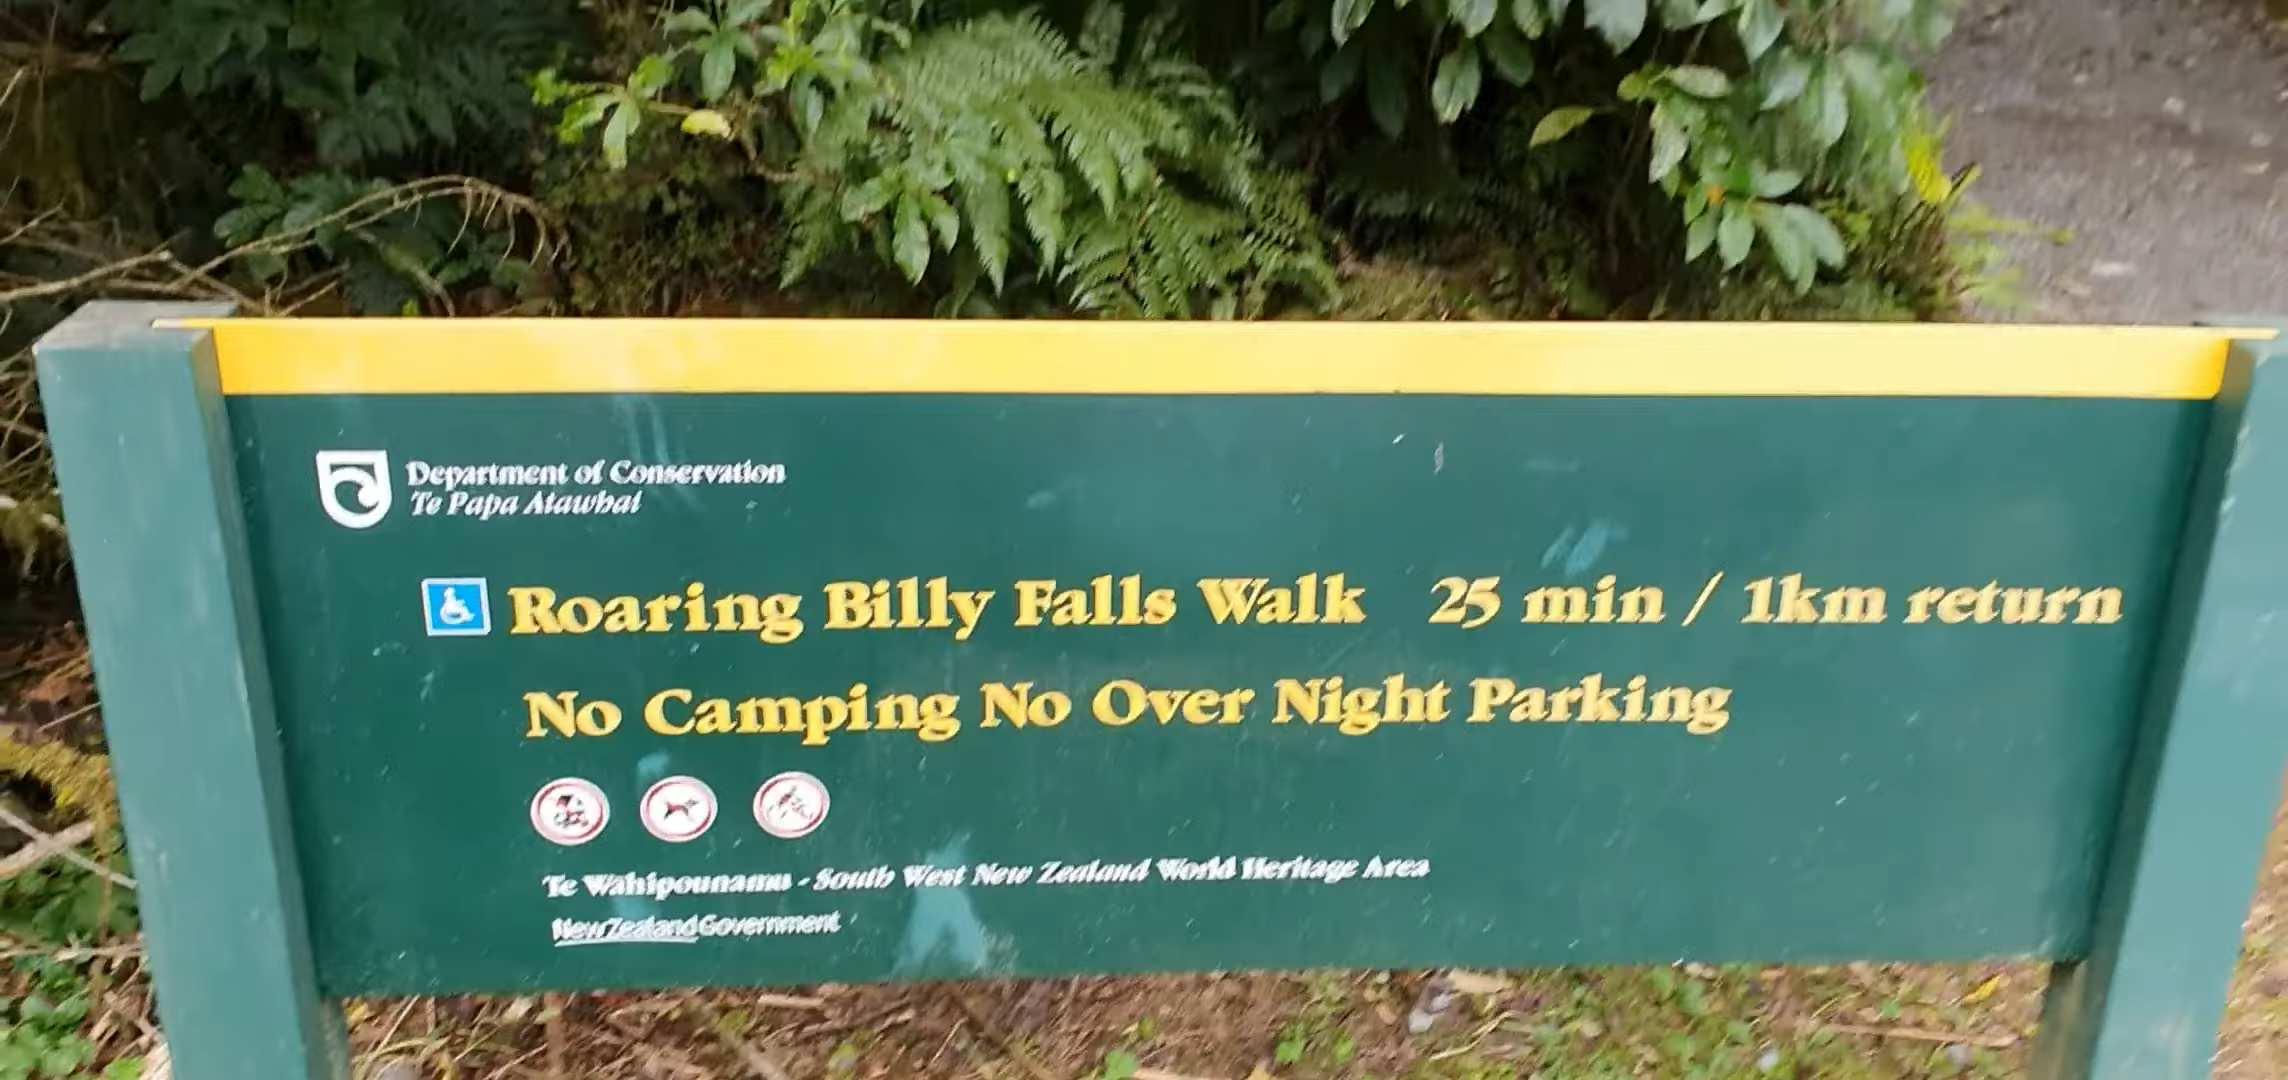 Department of Conservation
Te Papa Atawhai
Roaring Billy Falls Walk 25 min / 1km return
No Camping No Over Night Parking
Te Wahipounamu - South West New Zealand World Heritage Area
NewZealandGovernment